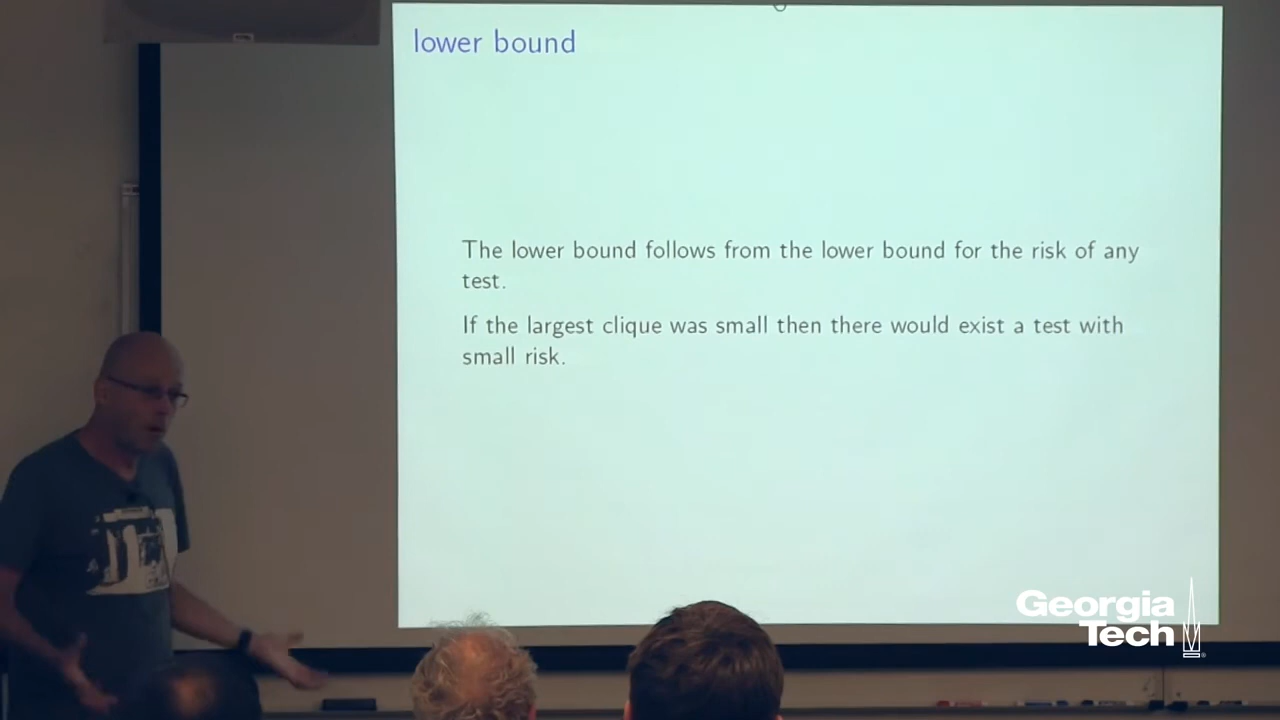 lower bound
The lower bound follows from the lower bound for the risk of any
test.
If the largest clique was small then there would exist a test with
small risk.
Georgia
Tech